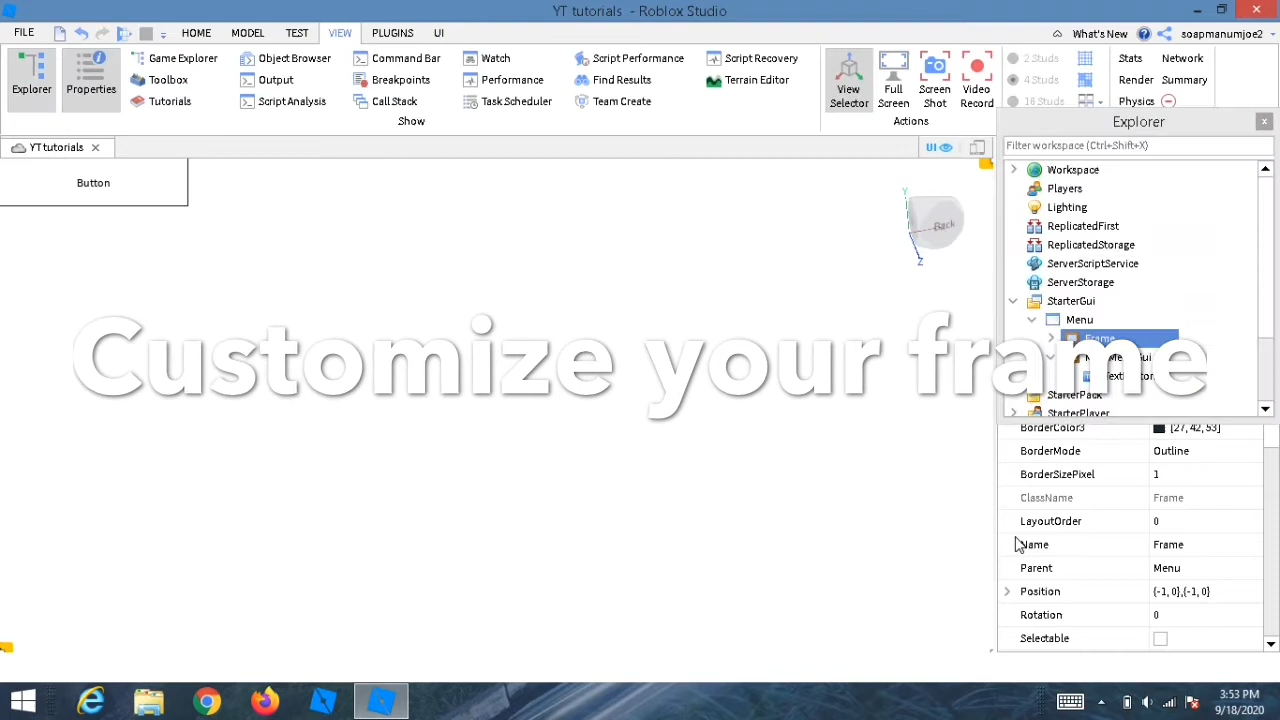 YT tutorials - Roblox Studio
FILE HOME MODEL TEST VIEW PLUGINS UI What's New soapmanumjoe2
Explorer
Properties
Game Explorer
Toolbox
Tutorials
Object Browser
Output
Script Analysis
Command Bar
Breakpoints
Call Stack
Watch
Performance
Task Scheduler
Script Performance
Find Results
Team Create
Script Recovery
Terrain Editor
Show
View
Selector
Full
Screen
Screen
Shot
Video
Record
Actions
2 Studs
4 Studs
16 Studs
Stats Network
Render Summary
Physics
YT tutorials
UI
Button
Y
Back
Z
Customize your frame
Explorer
Filter workspace (Ctrl+Shift+X)
Workspace
Players
Lighting
ReplicatedFirst
ReplicatedStorage
ServerScriptService
ServerStorage
StarterGui
Menu
Frame
StarterPack
StarterPlayer
BorderColor3 [27, 42, 53]
BorderMode Outline
BorderSizePixel 1
ClassName Frame
LayoutOrder 0
Name Frame
Parent Menu
Position {-1, 0},{-1, 0}
Rotation 0
Selectable
3:53 PM
9/18/2020